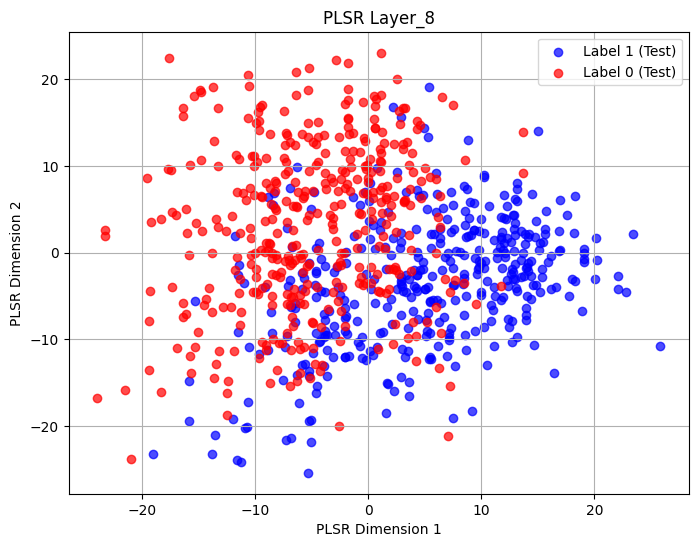 PLSR Layer_8
Label 1 (Test)
Label 0 (Test)
20
10
0
−10
−20
PLSR Dimension 2
−20
−10
0
10
20
PLSR Dimension 1